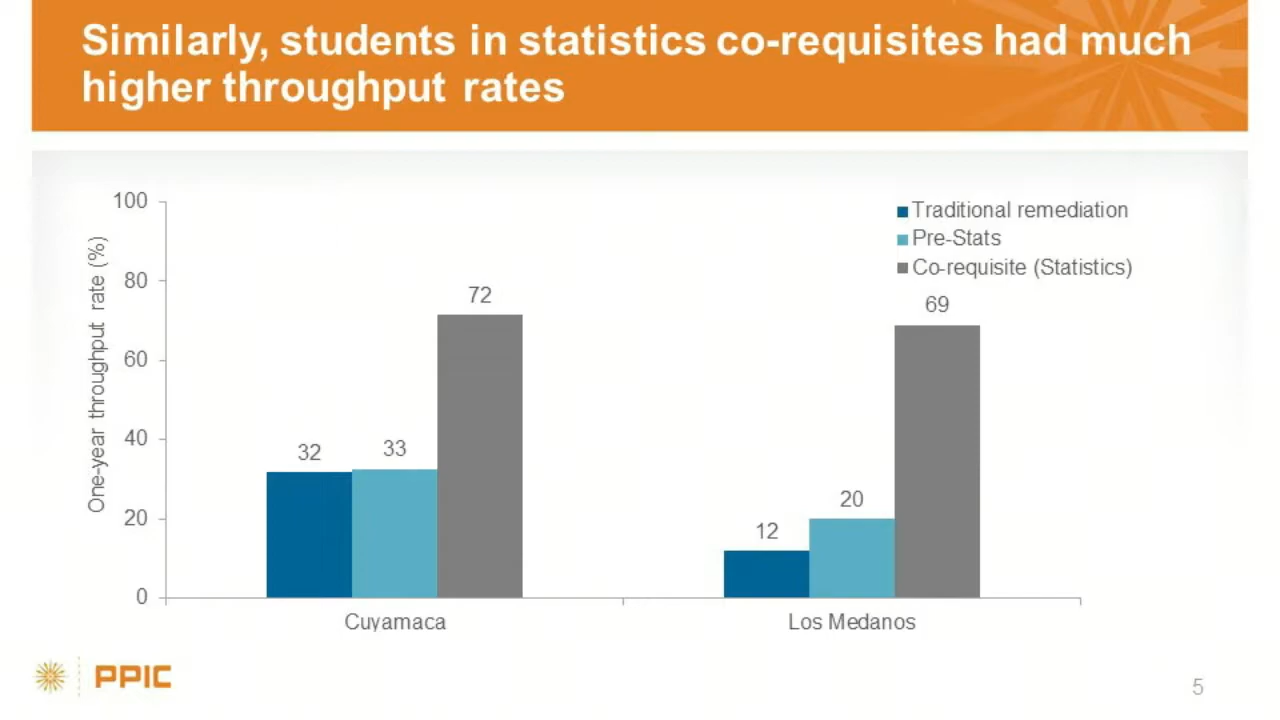 Similarly, students in statistics co-requisites had much
higher throughput rates
One-year throughput rate (%)
100
80
60
40
20
0
Traditional remediation
Pre-Stats
Co-requisite (Statistics)
32
33
72
12
20
69
Cuyamaca
Los Medanos
PPIC
5